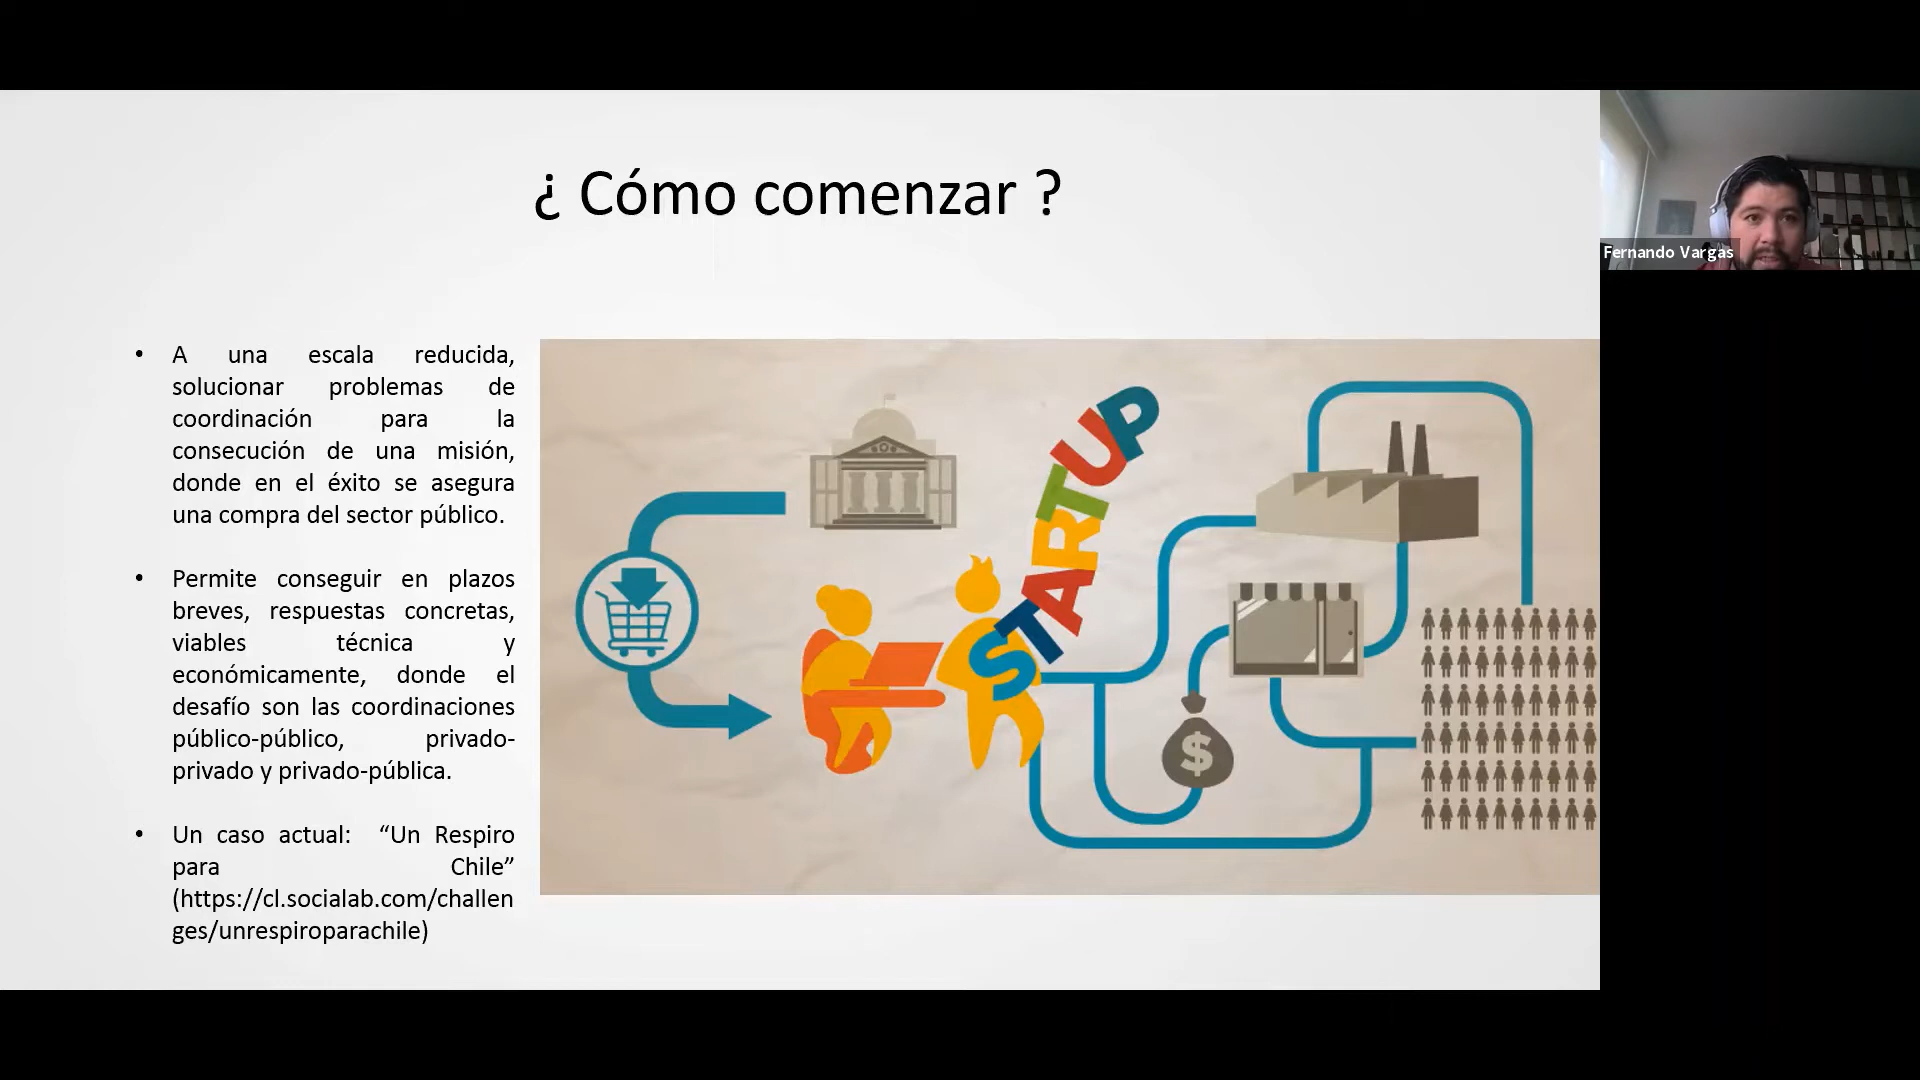 ¿ Cómo comenzar ?
Fernando Vargas
• A una escala reducida,
solucionar problemas de
coordinación para la
consecución de una misión,
donde en el éxito se asegura
una compra del sector público.
• Permite conseguir en plazos
breves, respuestas concretas,
viables técnica y
económicamente, donde el
desafío son las coordinaciones
público-público, privado-
privado y privado-pública.
• Un caso actual: “Un Respiro
para Chile”
(https://cl.socialab.com/challen
ges/unrespiroparachile)
STARTUP
$